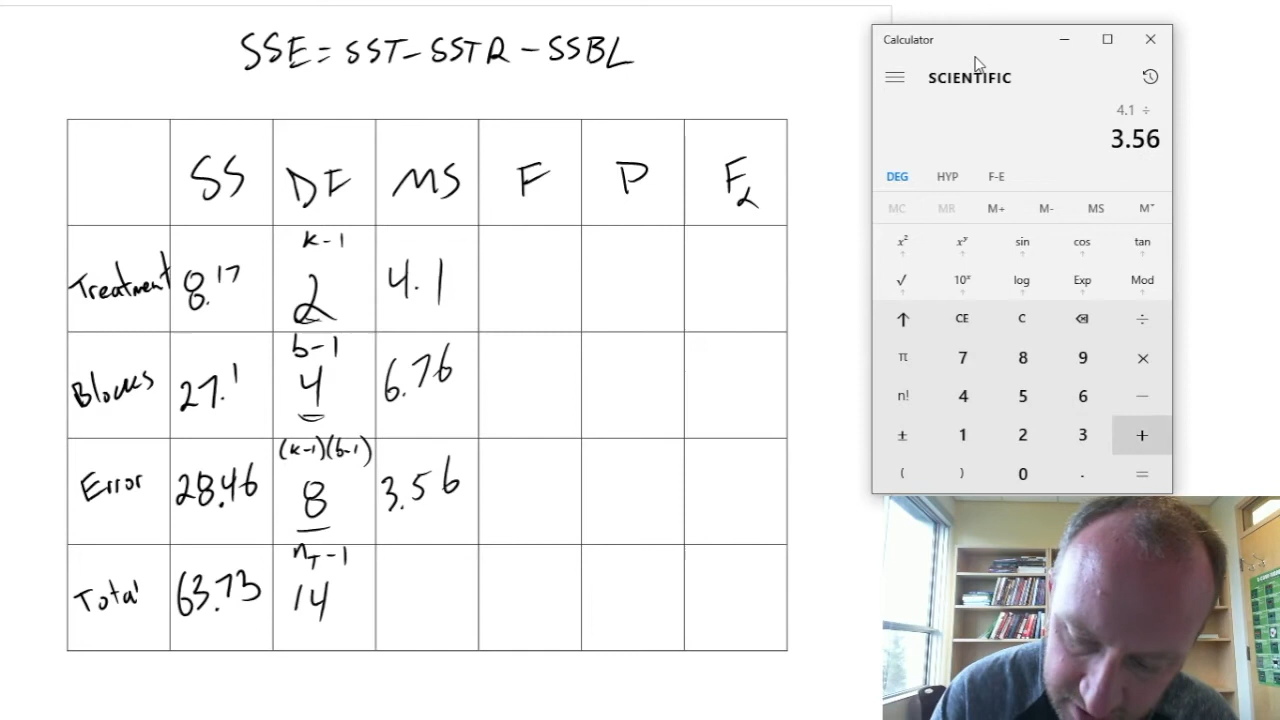 SSE = SST - SSTR - SSBL
SS DF MS F P Fα
Treatment 8.17 k-1 2 4.1
Blocks 27.1 b-1 4 6.76
Error 28.46 (k-1)(b-1) 8 3.56
Total 63.73 nT-1 14
Calculator
SCIENTIFIC
4.1 ÷
3.56
DEG HYP F-E
MC MR M+ M- MS M˅
x² xʸ sin cos tan
√ 10ˣ log Exp Mod
↑ CE C ⌫ ÷
π 7 8 9 ×
n! 4 5 6 −
± 1 2 3 +
( ) 0 . =